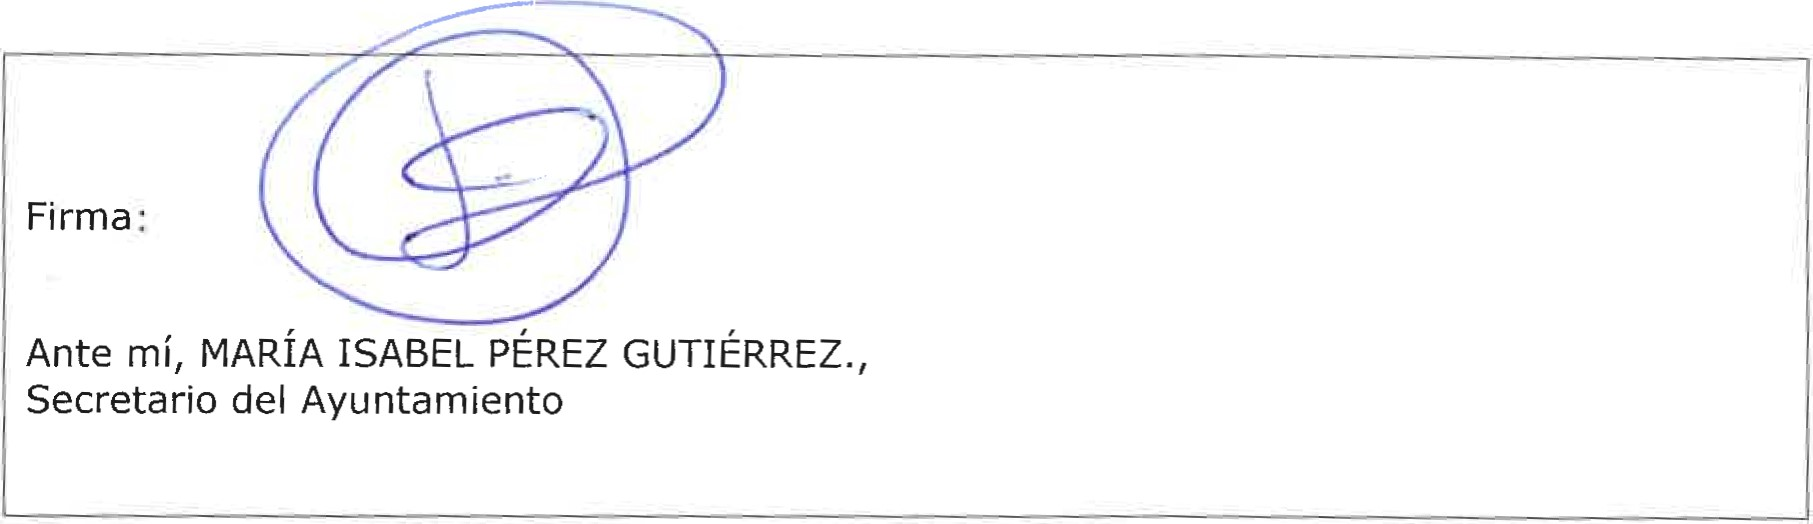 Firma:
Ante mí, MARÍA ISABEL PÉREZ GUTIÉRREZ.,
Secretario del Ayuntamiento